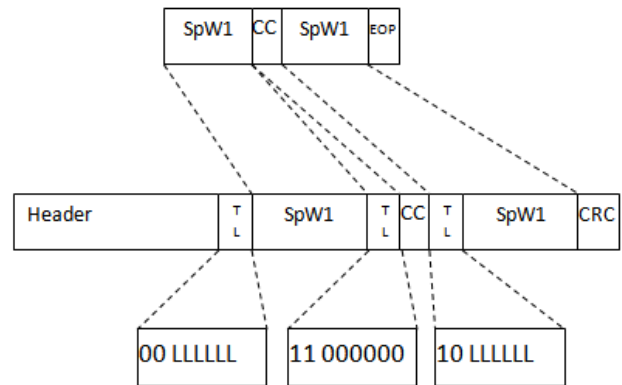 SpW1 CC SpW1 EOP
Header T L SpW1 T L CC T L SpW1 CRC
00 LLLLLL 11 000000 10 LLLLLL